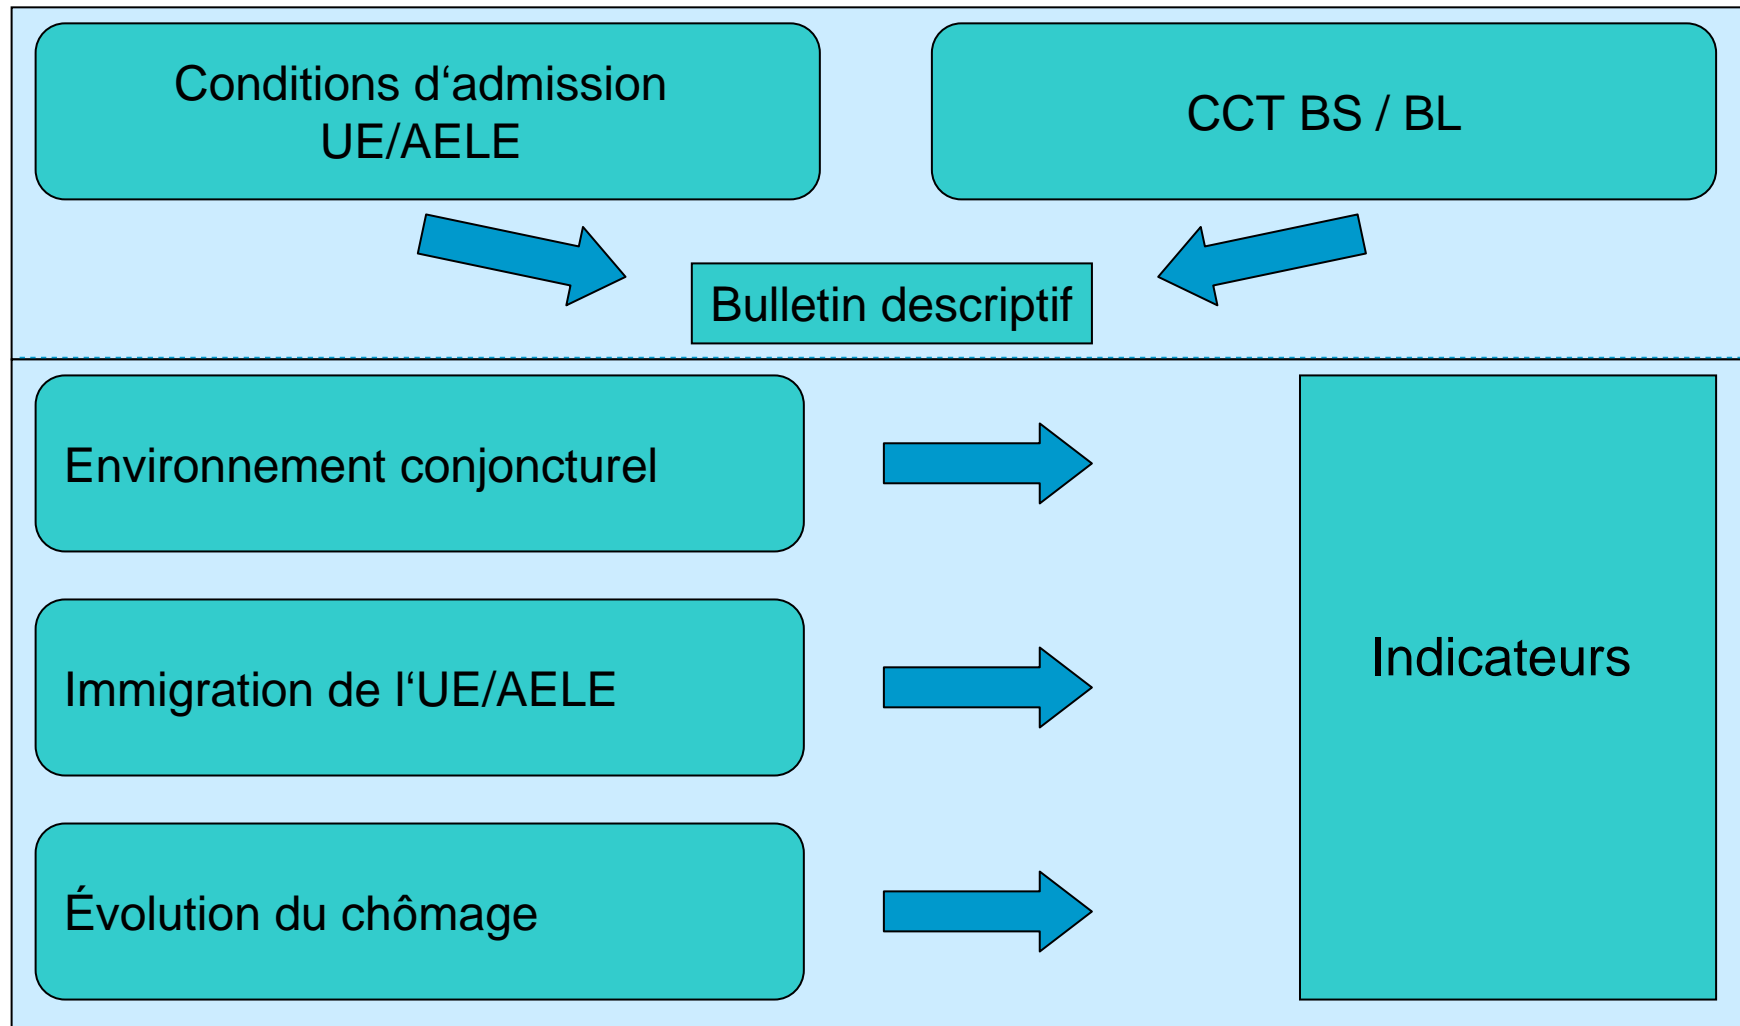 Conditions d‘admission
UE/AELE
CCT BS / BL
Bulletin descriptif
Environnement conjoncturel
Immigration de l‘UE/AELE
Évolution du chômage
Indicateurs